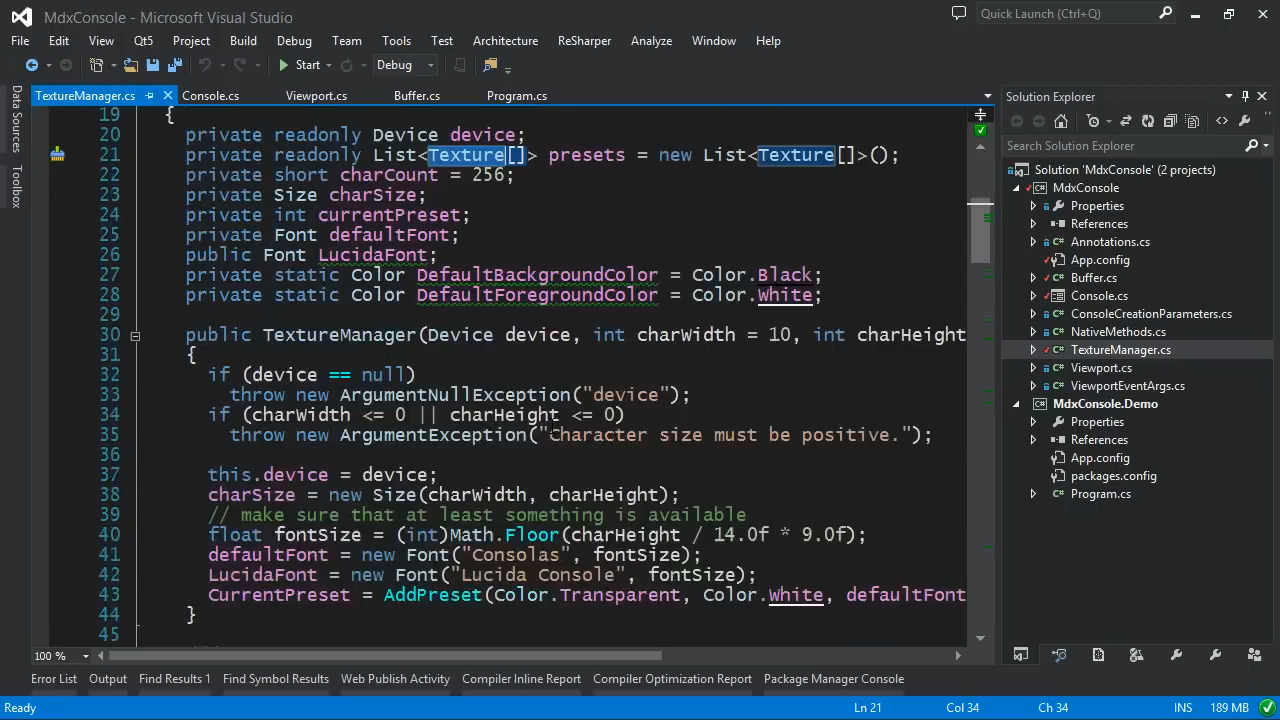 MdxConsole - Microsoft Visual Studio
Quick Launch (Ctrl+Q)
File Edit View Qt5 Project Build Debug Team Tools Test Architecture ReSharper Analyze Window Help
Start Debug
TextureManager.cs Console.cs Viewport.cs Buffer.cs Program.cs
Data Sources
Toolbox
19 {
20 private readonly Device device;
21 private readonly List<Texture[]> presets = new List<Texture[]>();
22 private short charCount = 256;
23 private Size charSize;
24 private int currentPreset;
25 private Font defaultFont;
26 public Font LucidaFont;
27 private static Color DefaultBackgroundColor = Color.Black;
28 private static Color DefaultForegroundColor = Color.White;
29
30 public TextureManager(Device device, int charWidth = 10, int charHeight
31 {
32 if (device == null)
33 throw new ArgumentNullException("device");
34 if (charWidth <= 0 || charHeight <= 0)
35 throw new ArgumentException("Character size must be positive.");
36
37 this.device = device;
38 charSize = new Size(charWidth, charHeight);
39 // make sure that at least something is available
40 float fontSize = (int)Math.Floor(charHeight / 14.0f * 9.0f);
41 defaultFont = new Font("Consolas", fontSize);
42 LucidaFont = new Font("Lucida Console", fontSize);
43 CurrentPreset = AddPreset(Color.Transparent, Color.White, defaultFont
44 }
45
100 %
Solution Explorer
Search Solution Explorer
Solution 'MdxConsole' (2 projects)
MdxConsole
Properties
References
Annotations.cs
App.config
Buffer.cs
Console.cs
ConsoleCreationParameters.cs
NativeMethods.cs
TextureManager.cs
Viewport.cs
ViewportEventArgs.cs
MdxConsole.Demo
Properties
References
App.config
packages.config
Program.cs
Error List Output Find Results 1 Find Symbol Results Web Publish Activity Compiler Inline Report Compiler Optimization Report Package Manager Console
Ready Ln 21 Col 34 Ch 34 INS 189 MB